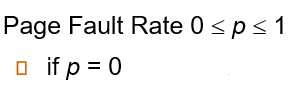 Page Fault Rate 0 ≤ p ≤ 1
if p = 0